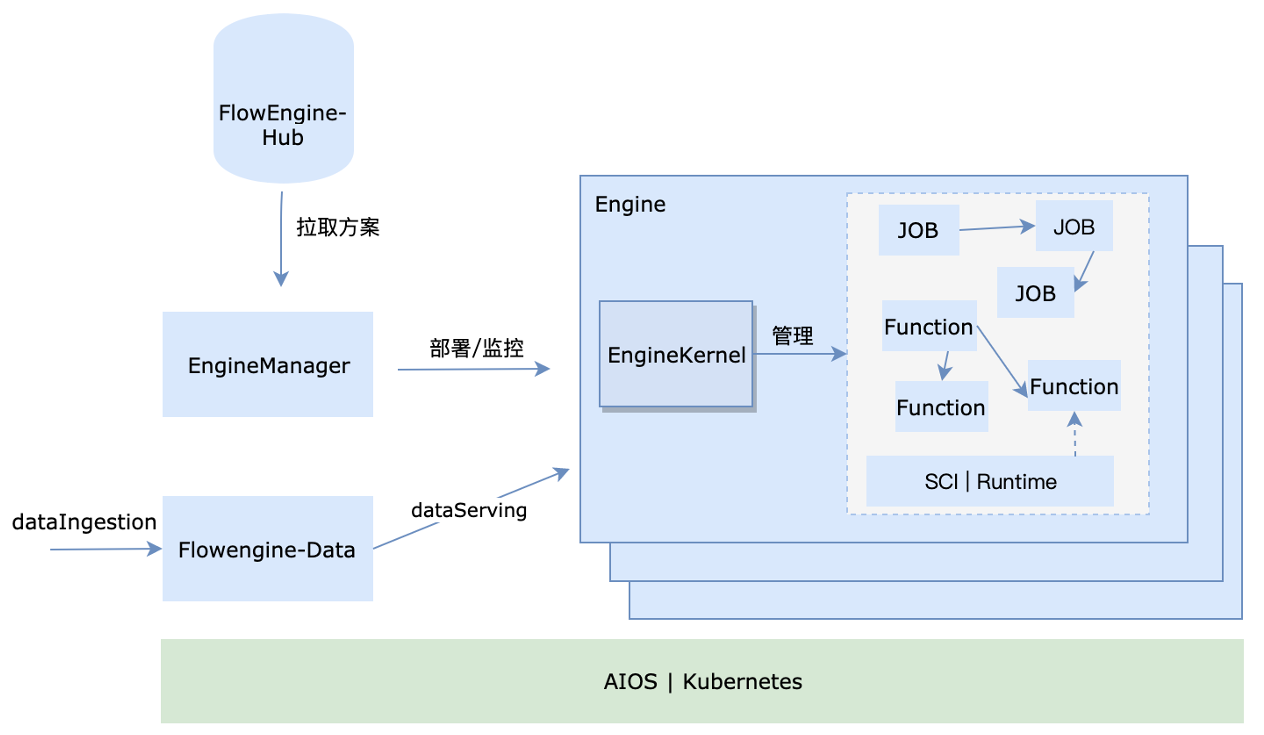 FlowEngine-
Hub
拉取方案
EngineManager
部署/监控
dataIngestion
Flowengine-Data
dataServing
Engine
EngineKernel
管理
JOB
JOB
JOB
Function
Function
Function
SCI | Runtime
AIOS | Kubernetes